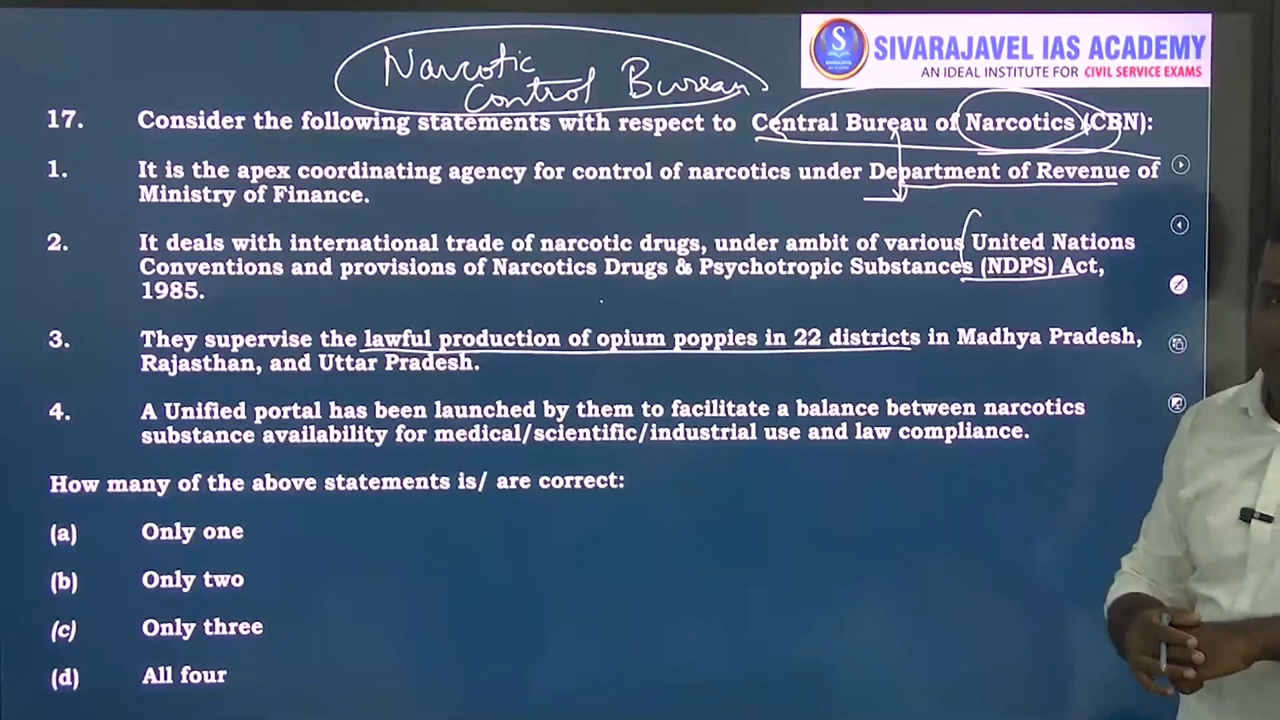 SIVARAJAVEL IAS ACADEMY
AN IDEAL INSTITUTE FOR CIVIL SERVICE EXAMS
Narcotic
Control Bureau
17. Consider the following statements with respect to Central Bureau of Narcotics (CBN):
1. It is the apex coordinating agency for control of narcotics under Department of Revenue of
Ministry of Finance.
2. It deals with international trade of narcotic drugs, under ambit of various United Nations
Conventions and provisions of Narcotics Drugs & Psychotropic Substances (NDPS) Act,
1985.
3. They supervise the lawful production of opium poppies in 22 districts in Madhya Pradesh,
Rajasthan, and Uttar Pradesh.
4. A Unified portal has been launched by them to facilitate a balance between narcotics
substance availability for medical/scientific/industrial use and law compliance.
How many of the above statements is/ are correct:
(a) Only one
(b) Only two
(c) Only three
(d) All four